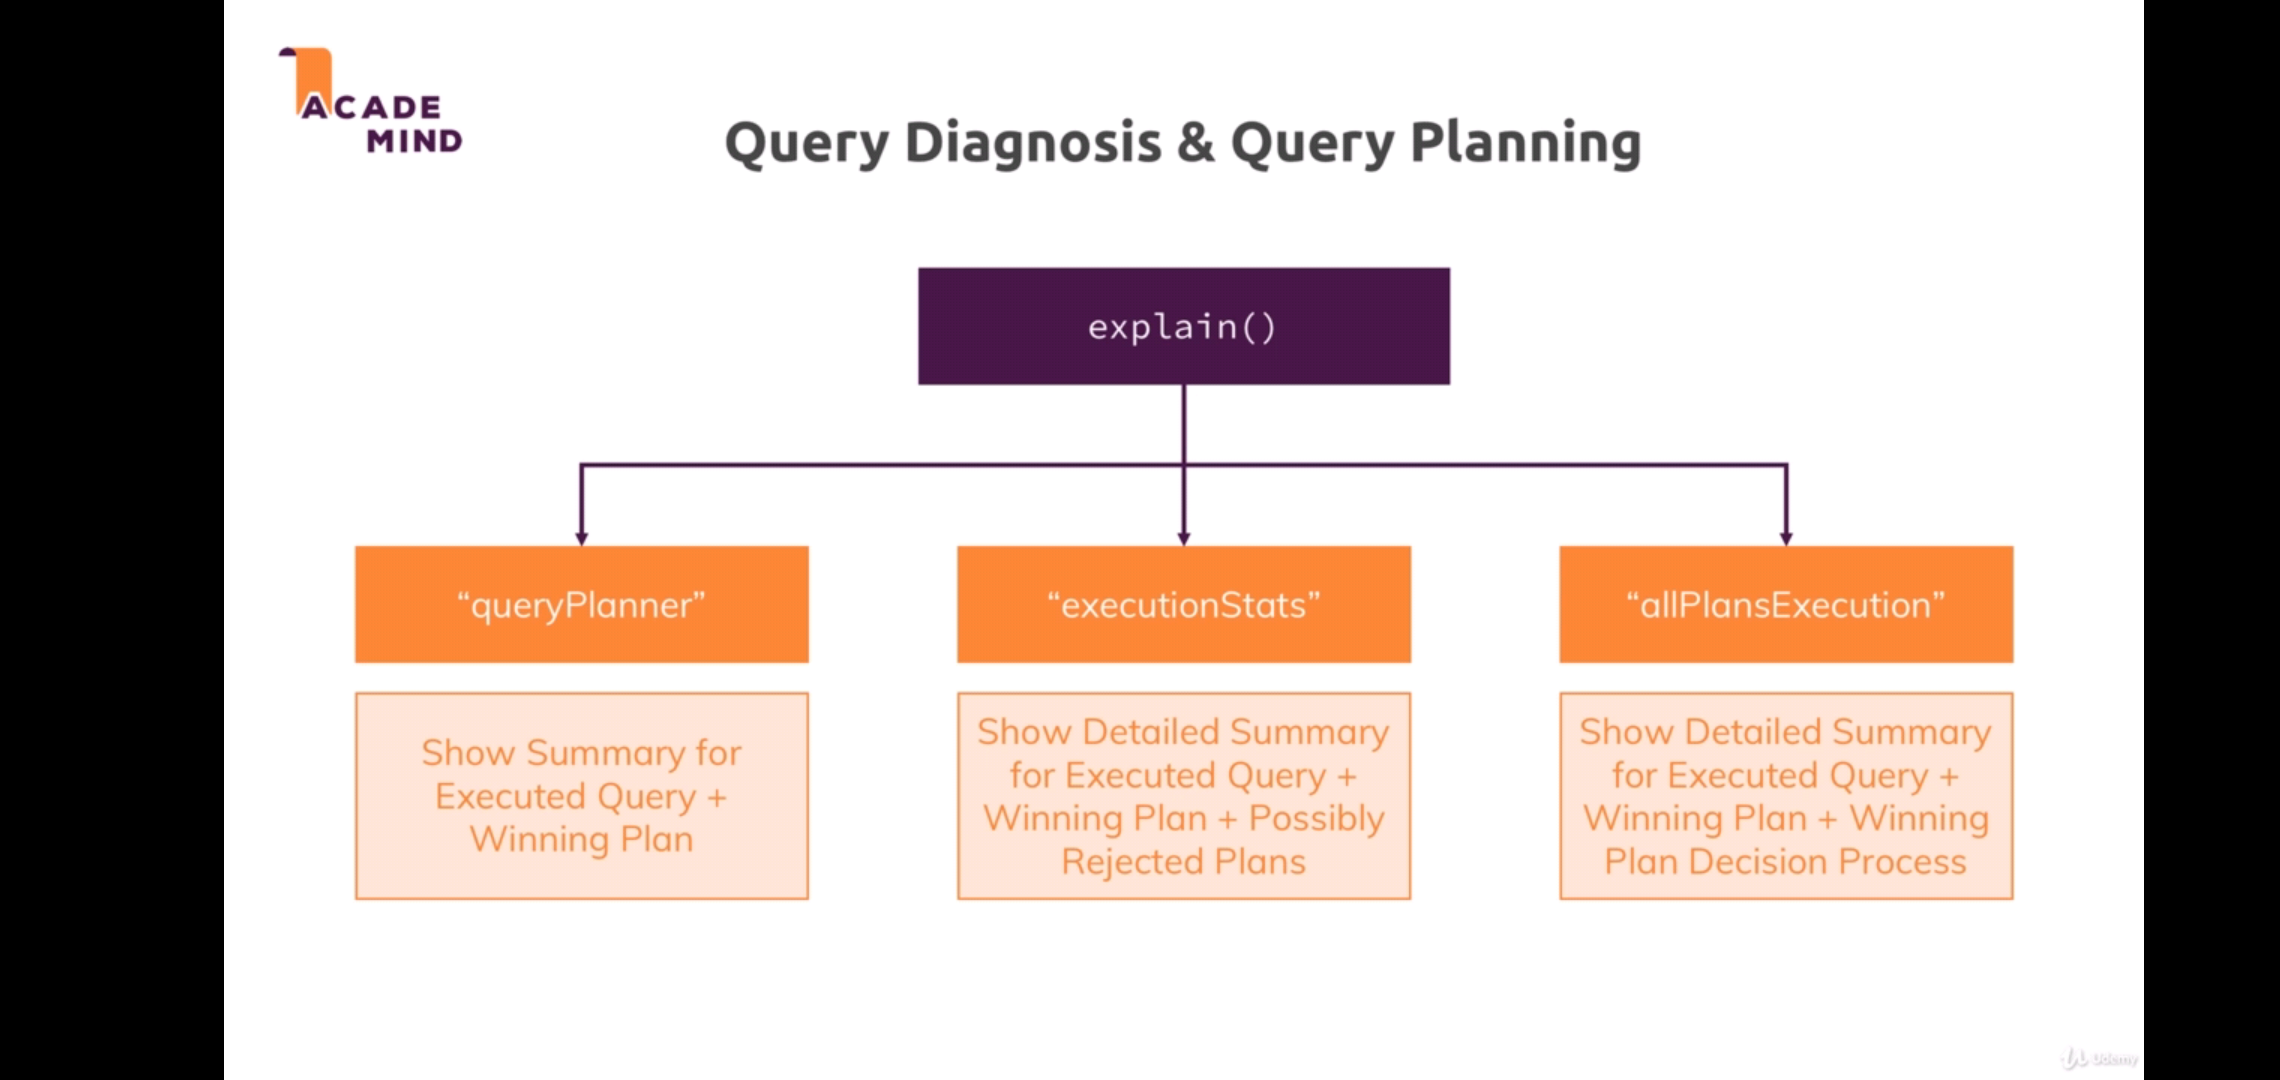 ACADE
MIND
Query Diagnosis & Query Planning
explain()
“queryPlanner”
“executionStats”
“allPlansExecution”
Show Summary for
Executed Query +
Winning Plan
Show Detailed Summary
for Executed Query +
Winning Plan + Possibly
Rejected Plans
Show Detailed Summary
for Executed Query +
Winning Plan + Winning
Plan Decision Process
Udemy